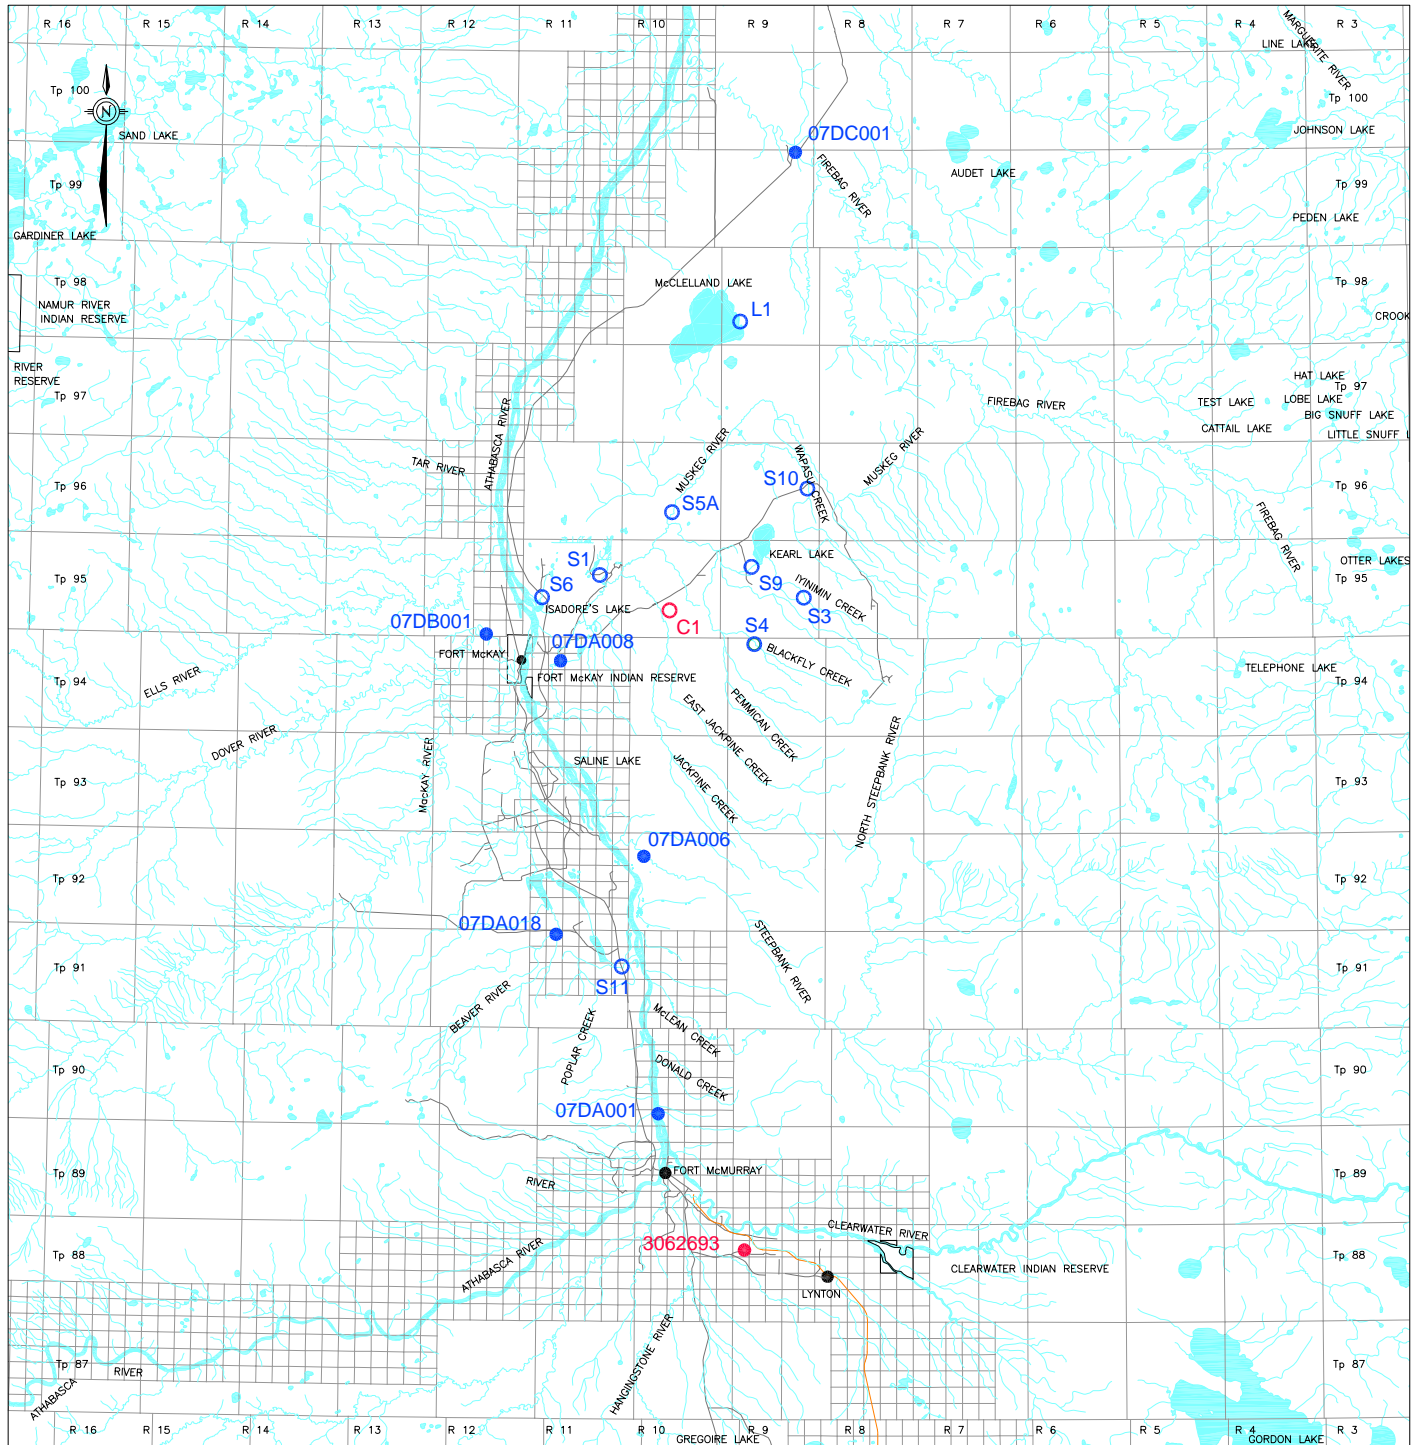 R 16
R 15
R 14
R 13
R 12
R 11
R 10
R 9
R 8
R 7
R 6
R 5
R 4
R 3
MARGUERITE RIVER
LINE LAKE
Tp 100
Tp 100
N
SAND LAKE
07DC001
JOHNSON LAKE
FIREBAG RIVER
AUDET LAKE
Tp 99
Tp 99
PEDEN LAKE
GARDINER LAKE
Tp 98
McCLELLAND LAKE
Tp 98
NAMUR RIVER
INDIAN RESERVE
L1
CROOK
RIVER
RESERVE
HAT LAKE
Tp 97
Tp 97
ATHABASCA RIVER
FIREBAG RIVER
TEST LAKE
LOBE LAKE
BIG SNUFF LAKE
CATTAIL LAKE
LITTLE SNUFF L
TAR RIVER
MUSKEG RIVER
WAPASU CREEK
MUSKEG RIVER
S10
Tp 96
Tp 96
S5A
FIREBAG RIVER
S1
KEARL LAKE
OTTER LAKES
Tp 95
Tp 95
S6
S9
IYINIMIN CREEK
ISADORE'S LAKE
S3
07DB001
C1
S4
07DA008
FORT McKAY
BLACKFLY CREEK
TELEPHONE LAKE
ELLS RIVER
Tp 94
FORT McKAY INDIAN RESERVE
Tp 94
PEMMICAN CREEK
EAST JACKPINE CREEK
DOVER RIVER
NORTH STEEPBANK RIVER
SALINE LAKE
MacKAY RIVER
JACKPINE CREEK
Tp 93
Tp 93
07DA006
Tp 92
Tp 92
07DA018
STEEPBANK RIVER
Tp 91
Tp 91
S11
BEAVER RIVER
POPLAR CREEK
McLEAN CREEK
Tp 90
DONALD CREEK
Tp 90
07DA001
Tp 89
FORT McMURRAY
Tp 89
RIVER
CLEARWATER RIVER
3062693
Tp 88
Tp 88
ATHABASCA RIVER
CLEARWATER INDIAN RESERVE
LYNTON
HANGINGSTONE RIVER
Tp 87
RIVER
Tp 87
ATHABASCA
R 16
R 15
R 14
R 13
R 12
R 11
R 10
R 9
R 8
R 7
R 6
R 5
R 4
R 3
GREGOIRE LAKE
GORDON LAKE